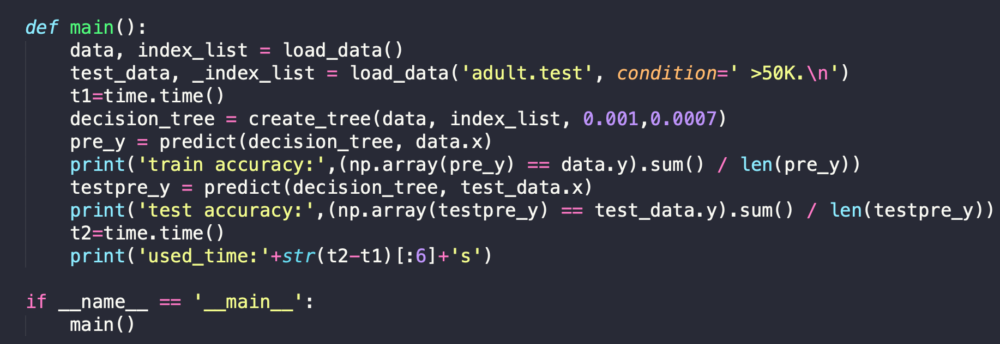 def main():
    data, index_list = load_data()
    test_data, _index_list = load_data('adult.test', condition=' >50K.\n')
    t1=time.time()
    decision_tree = create_tree(data, index_list, 0.001,0.0007)
    pre_y = predict(decision_tree, data.x)
    print('train accuracy:',(np.array(pre_y) == data.y).sum() / len(pre_y))
    testpre_y = predict(decision_tree, test_data.x)
    print('test accuracy:',(np.array(testpre_y) == test_data.y).sum() / len(testpre_y))
    t2=time.time()
    print('used_time:'+str(t2-t1)[:6]+'s')

if __name__ == '__main__':
    main()